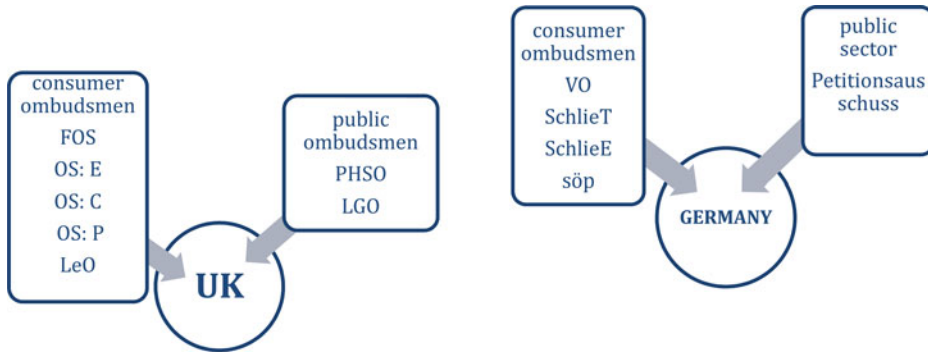 consumer
ombudsmen
FOS
OS: E
OS: C
OS: P
LeO
public
ombudsmen
PHSO
LGO
UK
consumer
ombudsmen
VO
SchlieT
SchlieE
söp
public
sector
Petitionsaus
schuss
GERMANY